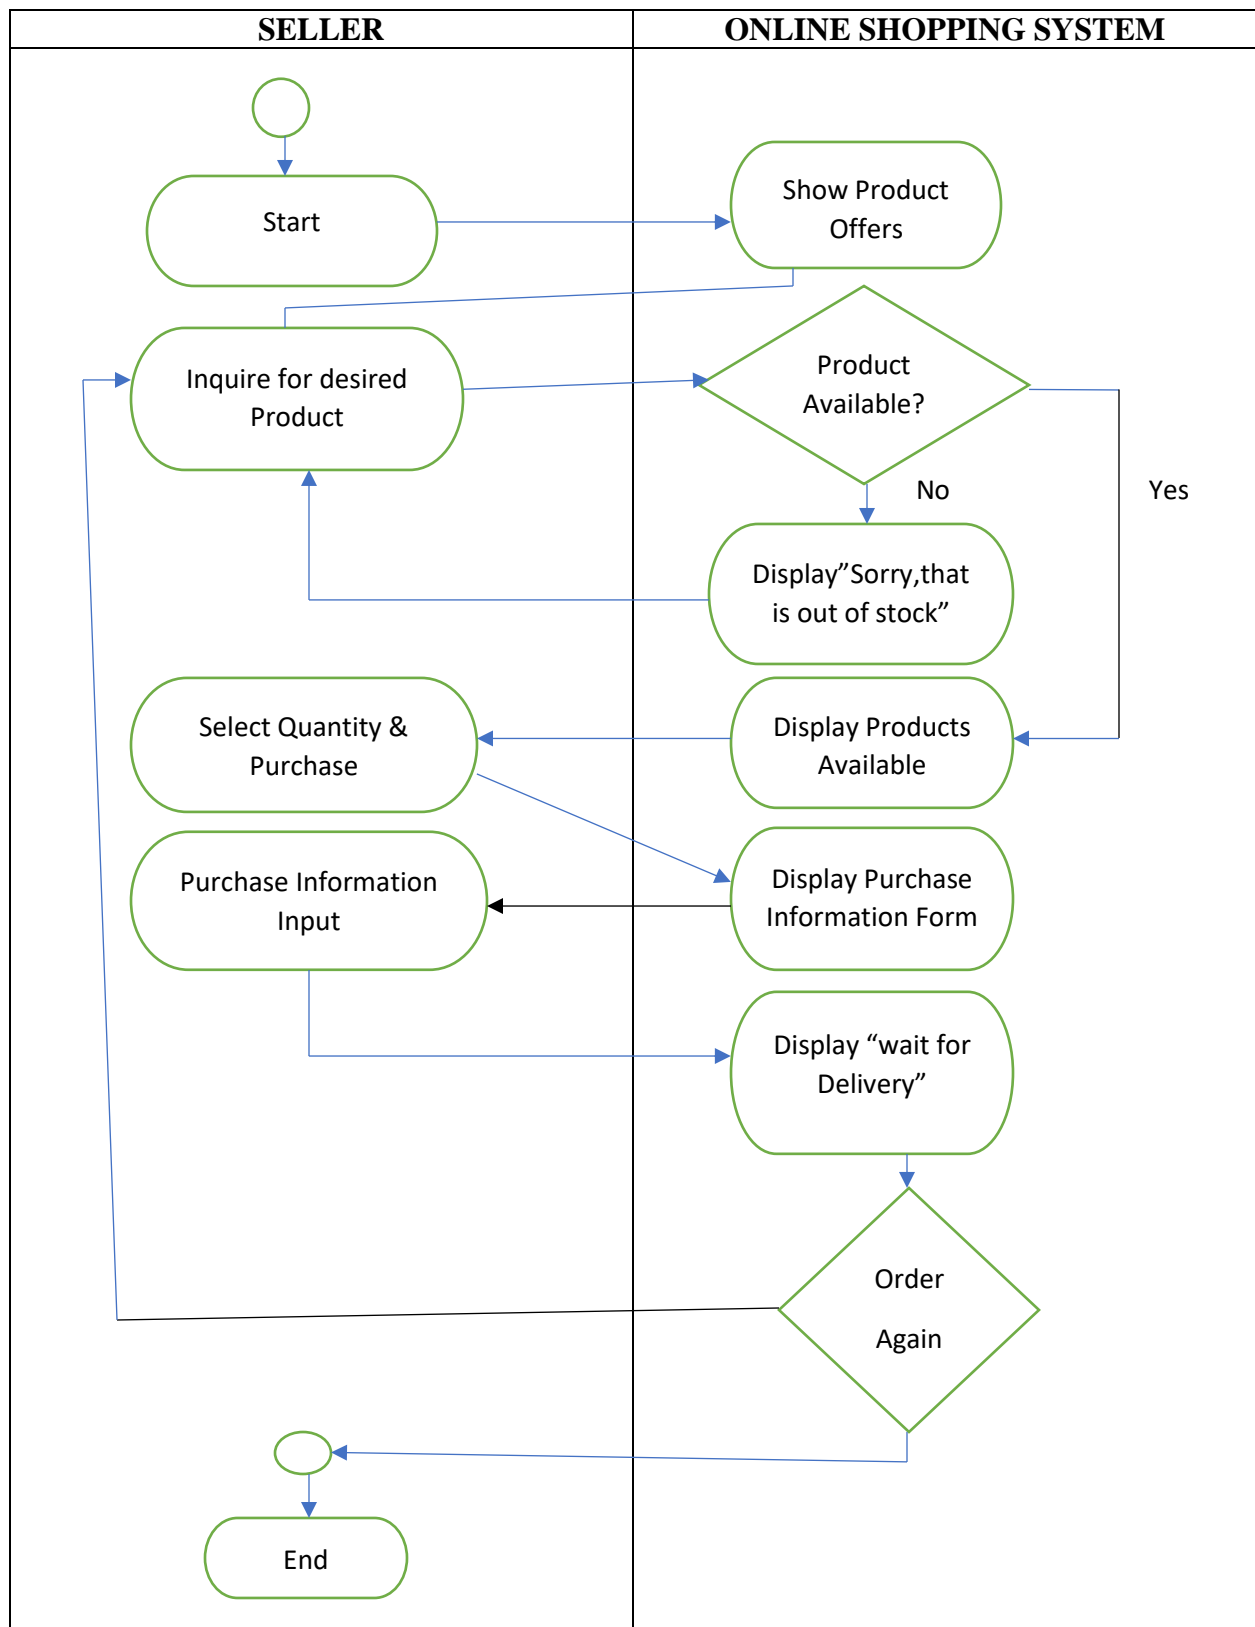 SELLER
ONLINE SHOPPING SYSTEM
Start
Show Product
Offers
Inquire for desired
Product
Product
Available?
No
Yes
Display”Sorry,that
is out of stock”
Select Quantity &
Purchase
Display Products
Available
Purchase Information
Input
Display Purchase
Information Form
Display “wait for
Delivery”
Order
Again
End